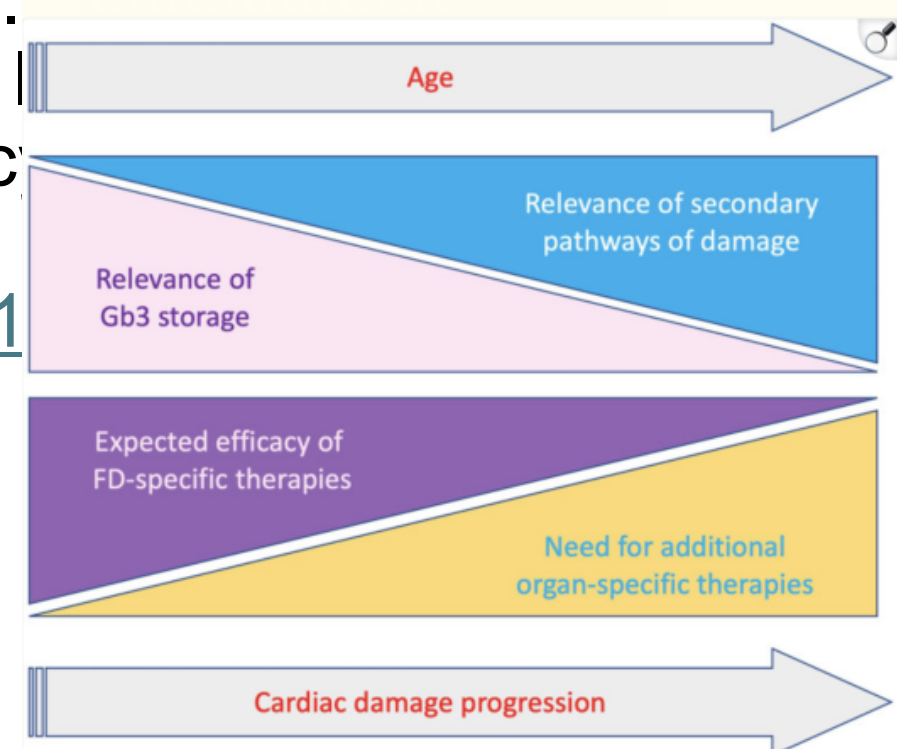 Age
Relevance of secondary
pathways of damage
Relevance of
Gb3 storage
Expected efficacy of
FD-specific therapies
Need for additional
organ-specific therapies
Cardiac damage progression